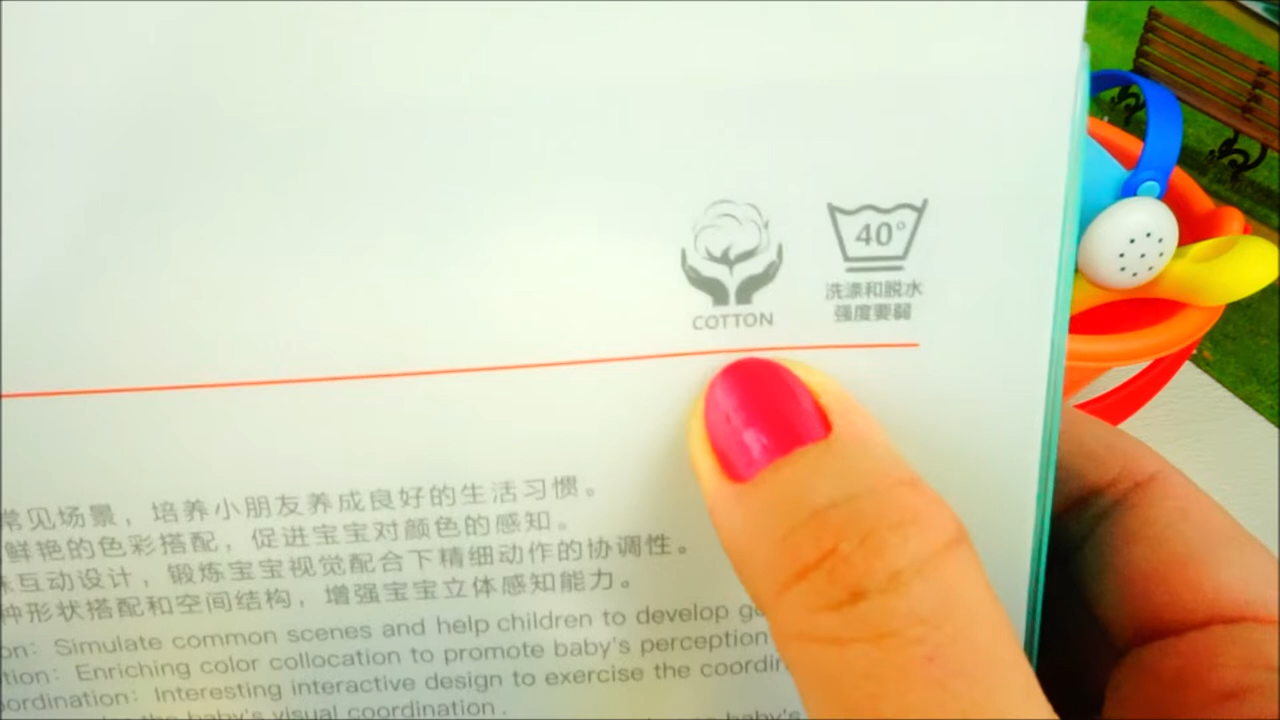 COTTON
40°
洗涤和脱水
强度要弱
常见场景，培养小朋友养成良好的生活习惯。
鲜艳的色彩搭配，促进宝宝对颜色的感知。
互动设计，锻炼宝宝视觉配合下精细动作的协调性。
种形状搭配和空间结构，增强宝宝立体感知能力。
on: Simulate common scenes and help children to develop
tion: Enriching color collocation to promote baby's perception
ordination: Interesting interactive design to exercise the
the baby's visual coordination.
baby's